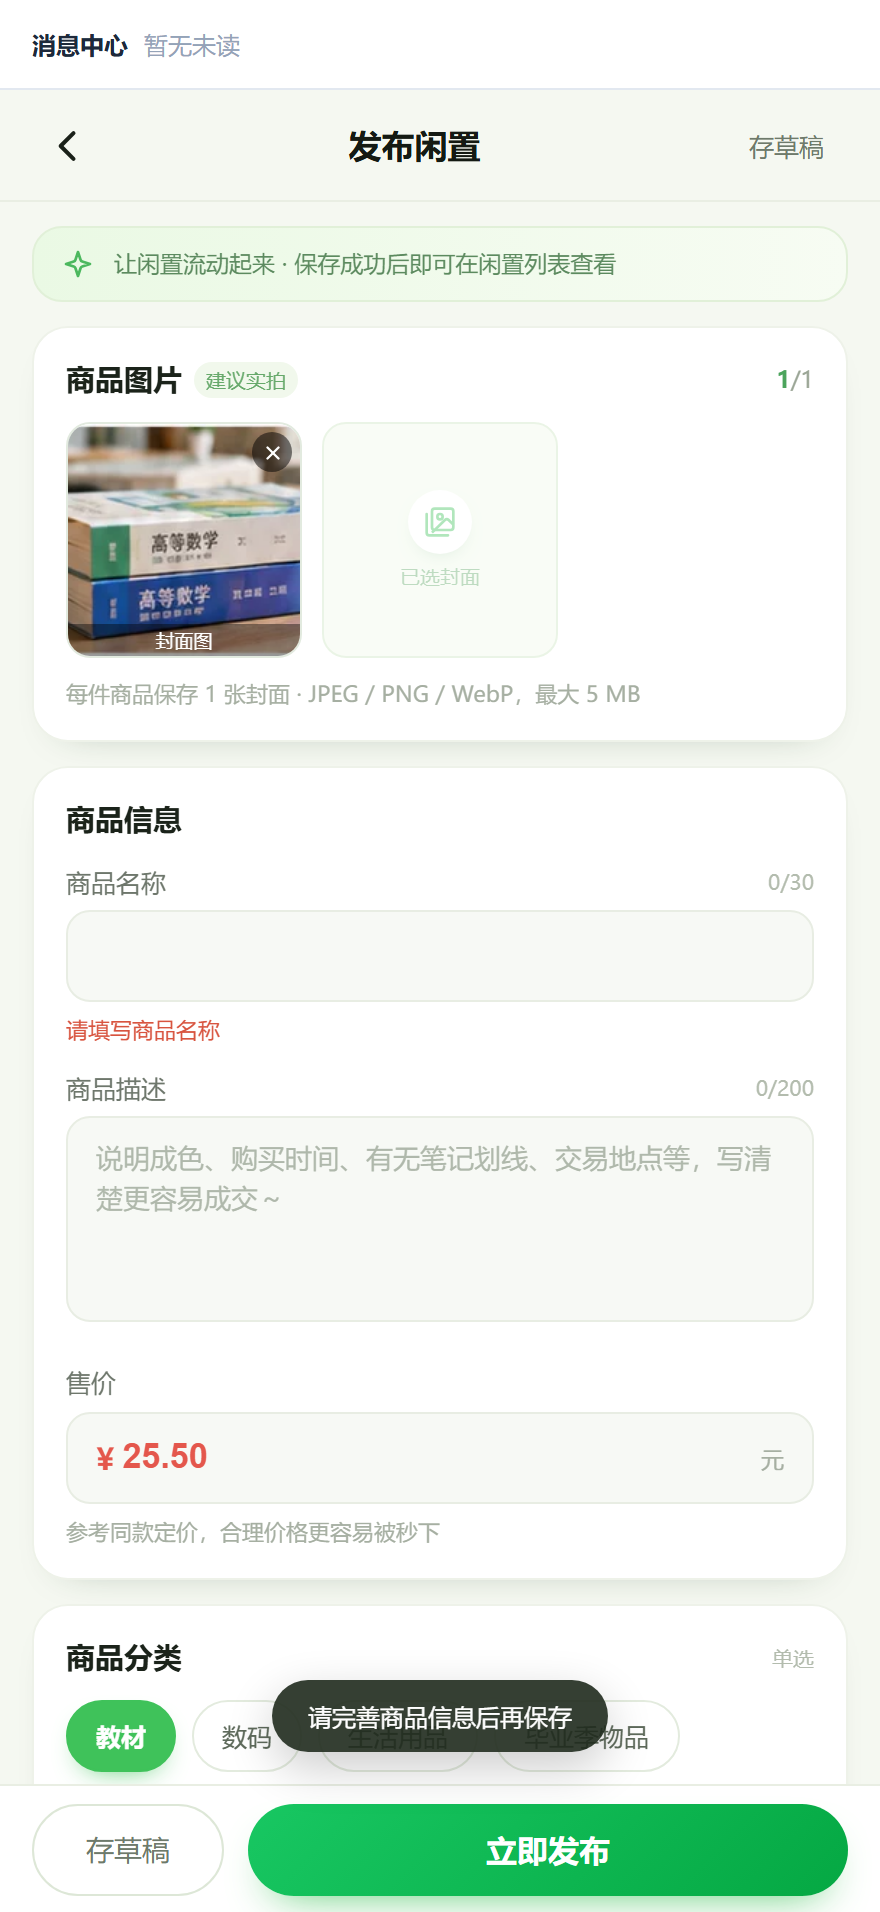 消息中心 暂无未读
发布闲置
存草稿
让闲置流动起来 · 保存成功后即可在闲置列表查看
商品图片 建议实拍 1/1
高等数学
高等数学
封面图
已选封面
每件商品保存 1 张封面 · JPEG / PNG / WebP，最大 5 MB
商品信息
商品名称 0/30
请填写商品名称
商品描述 0/200
说明成色、购买时间、有无笔记划线、交易地点等，写清
楚更容易成交～
售价
¥ 25.50 元
参考同款定价，合理价格更容易被秒下
商品分类 单选
请完善商品信息后再保存
教材 数码 生活用品 毕业季物品
存草稿 立即发布